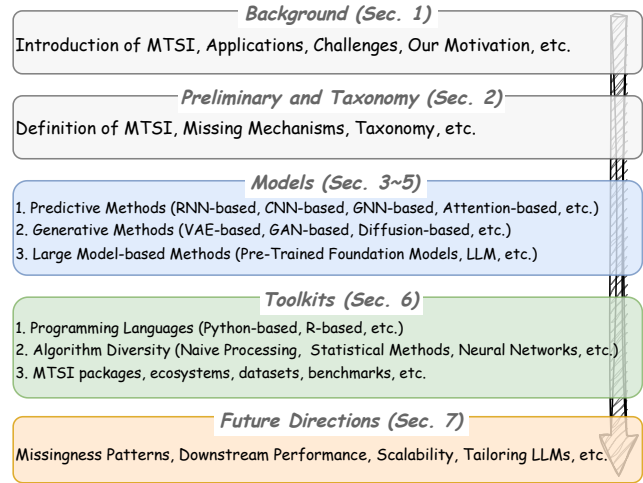 Background (Sec. 1)
Introduction of MTSI, Applications, Challenges, Our Motivation, etc.
Preliminary and Taxonomy (Sec. 2)
Definition of MTSI, Missing Mechanisms, Taxonomy, etc.
Models (Sec. 3~5)
1. Predictive Methods (RNN-based, CNN-based, GNN-based, Attention-based, etc.)
2. Generative Methods (VAE-based, GAN-based, Diffusion-based, etc.)
3. Large Model-based Methods (Pre-Trained Foundation Models, LLM, etc.)
Toolkits (Sec. 6)
1. Programming Languages (Python-based, R-based, etc.)
2. Algorithm Diversity (Naive Processing, Statistical Methods, Neural Networks, etc.)
3. MTSI packages, ecosystems, datasets, benchmarks, etc.
Future Directions (Sec. 7)
Missingness Patterns, Downstream Performance, Scalability, Tailoring LLMs, etc.